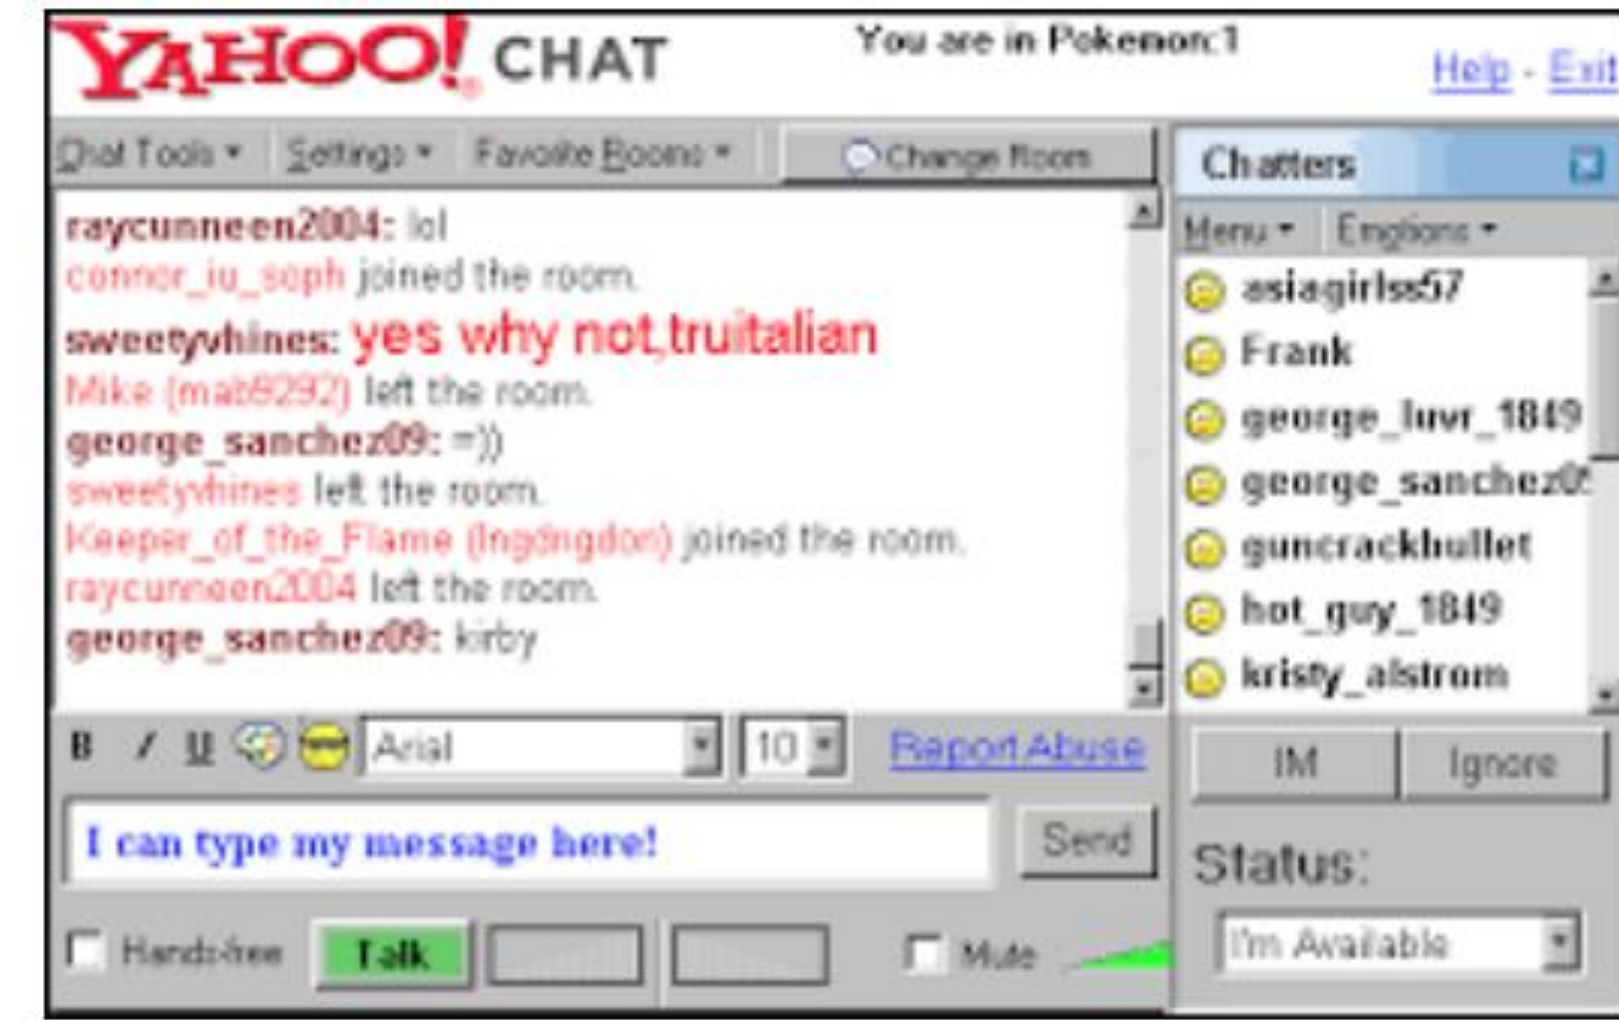 YAHOO! CHAT
You are in Pokemon:1
Help - Exit
Chat Tools Settings Favorite Rooms Change Room
raycunneen2004: lol
connor_iu_soph joined the room.
sweetyvhines: yes why not,truitalian
Mike (mab9292) left the room.
george_sanchez09: =))
sweetyvhines left the room.
Keeper_of_the_Flame (lngdngdon) joined the room.
raycunneen2004 left the room.
george_sanchez09: kirby
B I U Arial 10 Report Abuse
I can type my message here! Send
Hands-free Talk Mute
Chatters
Menu Emotions
asiagirlss57
Frank
george_luvr_1849
george_sanchez09
guncrackbullet
hot_guy_1849
kristy_alstrom
IM Ignore
Status:
I'm Available